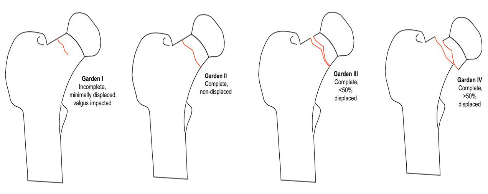 Garden I
Incomplete,
minimally displaced,
valgus impacted
Garden II
Complete,
non-displaced
Garden III
Complete,
<50%
displaced
Garden IV
Complete,
>50%
displaced